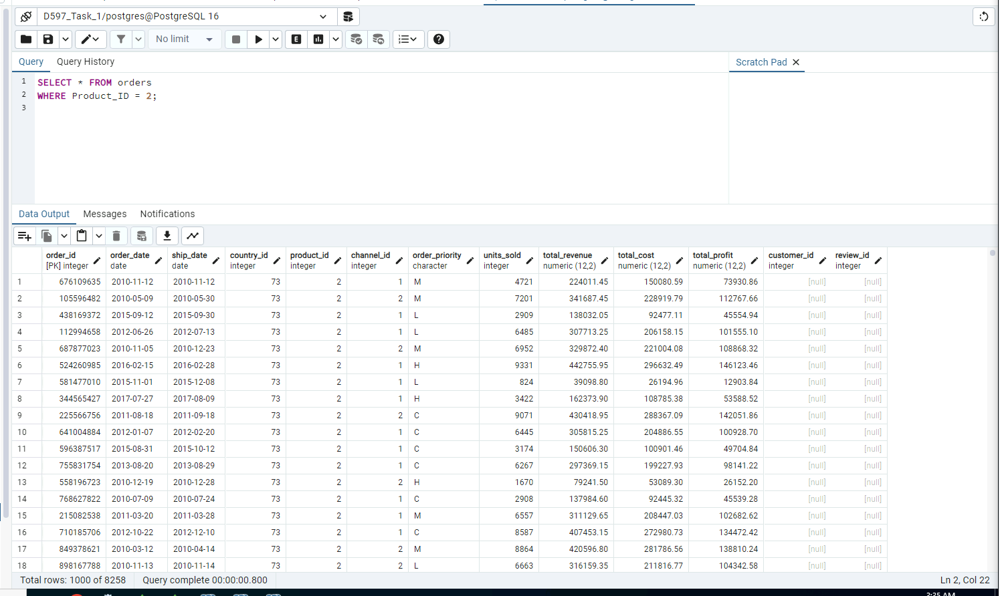 D597_Task_1/postgres@PostgreSQL 16
No limit
E
Query Query History
Scratch Pad
1 SELECT * FROM orders
2 WHERE Product_ID = 2;
3
Data Output Messages Notifications
order_id order_date ship_date country_id product_id channel_id order_priority units_sold total_revenue total_cost total_profit customer_id review_id
[PK] integer date date integer integer integer character integer numeric (12,2) numeric (12,2) numeric (12,2) integer integer
1 676109635 2010-11-12 2010-11-12 73 2 1 M 4721 224011.45 150080.59 73930.86 [null] [null]
2 105596482 2010-05-09 2010-05-30 73 2 2 M 7201 341687.45 228919.79 112767.66 [null] [null]
3 438169372 2015-09-12 2015-09-30 73 2 1 L 2909 138032.05 92477.11 45554.94 [null] [null]
4 112994658 2012-06-26 2012-07-13 73 2 1 L 6485 307713.25 206158.15 101555.10 [null] [null]
5 687877023 2010-11-05 2010-12-23 73 2 2 M 6952 329872.40 221004.08 108868.32 [null] [null]
6 524260985 2016-02-15 2016-02-28 73 2 1 H 9331 442755.95 296632.49 146123.46 [null] [null]
7 581477010 2015-11-01 2015-12-08 73 2 1 L 824 39098.80 26194.96 12903.84 [null] [null]
8 344565427 2017-07-27 2017-08-09 73 2 1 H 3422 162373.90 108785.38 53588.52 [null] [null]
9 225566756 2011-08-18 2011-09-18 73 2 2 C 9071 430418.95 288367.09 142051.86 [null] [null]
10 641004884 2012-01-07 2012-02-20 73 2 1 C 6445 305815.25 204886.55 100928.70 [null] [null]
11 596387517 2015-08-31 2015-10-12 73 2 1 C 3174 150606.30 100901.46 49704.84 [null] [null]
12 755831754 2013-08-20 2013-08-29 73 2 1 C 6267 297369.15 199227.93 98141.22 [null] [null]
13 558196723 2010-12-19 2010-12-28 73 2 2 H 1670 79241.50 53089.30 26152.20 [null] [null]
14 768627822 2010-07-09 2010-07-24 73 2 1 C 2908 137984.60 92445.32 45539.28 [null] [null]
15 215082538 2011-03-20 2011-03-28 73 2 1 M 6557 311129.65 208447.03 102682.62 [null] [null]
16 710185706 2012-10-22 2012-12-10 73 2 1 C 8587 407453.15 272980.73 134472.42 [null] [null]
17 849378621 2010-03-12 2010-04-14 73 2 2 M 8864 420596.80 281786.56 138810.24 [null] [null]
18 898167788 2010-11-13 2010-11-14 73 2 2 L 6663 316159.35 211816.77 104342.58 [null] [null]
Total rows: 1000 of 8258 Query complete 00:00:00.800 Ln 2, Col 22